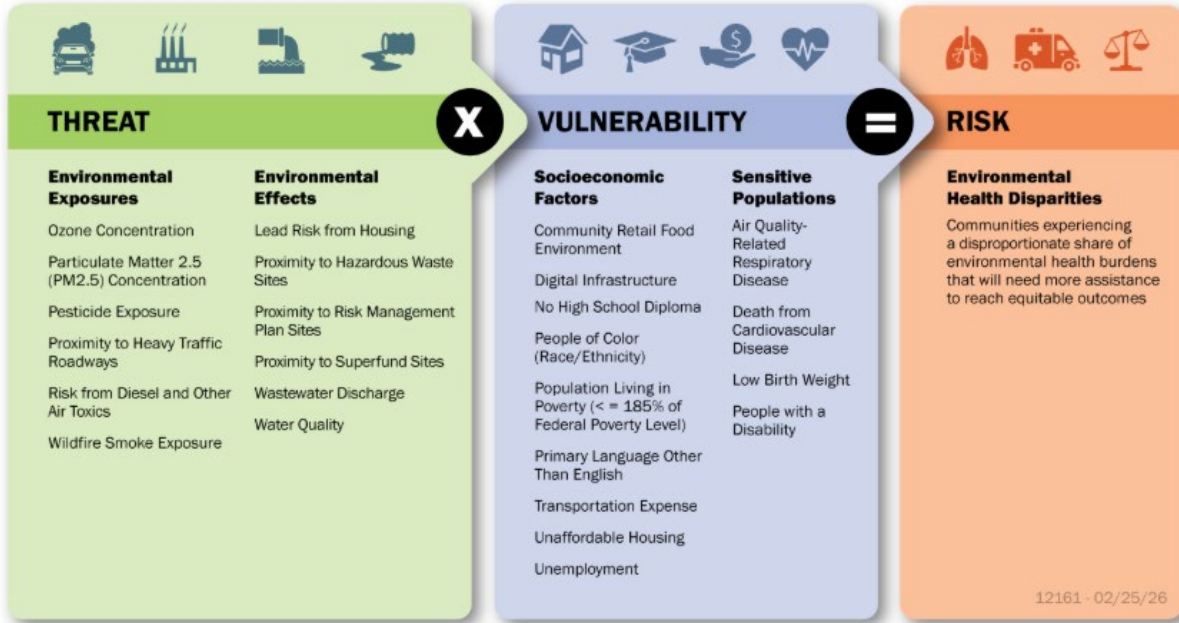 THREAT
X
VULNERABILITY
=
RISK
Environmental
Exposures
Ozone Concentration
Particulate Matter 2.5
(PM2.5) Concentration
Pesticide Exposure
Proximity to Heavy Traffic
Roadways
Risk from Diesel and Other
Air Toxics
Wildfire Smoke Exposure
Environmental
Effects
Lead Risk from Housing
Proximity to Hazardous Waste
Sites
Proximity to Risk Management
Plan Sites
Proximity to Superfund Sites
Wastewater Discharge
Water Quality
Socioeconomic
Factors
Community Retail Food
Environment
Digital Infrastructure
No High School Diploma
People of Color
(Race/Ethnicity)
Population Living in
Poverty (< = 185% of
Federal Poverty Level)
Primary Language Other
Than English
Transportation Expense
Unaffordable Housing
Unemployment
Sensitive
Populations
Air Quality-
Related
Respiratory
Disease
Death from
Cardiovascular
Disease
Low Birth Weight
People with a
Disability
Environmental
Health Disparities
Communities experiencing
a disproportionate share of
environmental health burdens
that will need more assistance
to reach equitable outcomes
12161 - 02/25/26